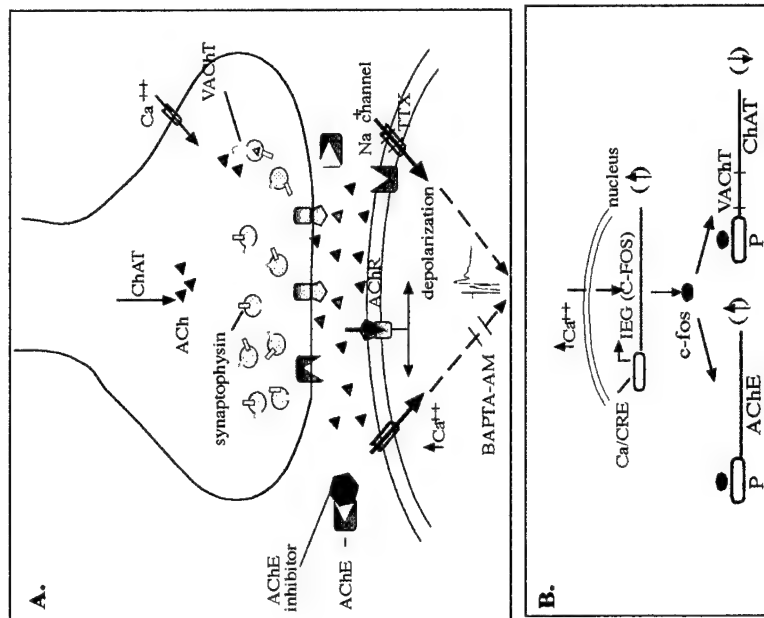 A.
Ca ++
VAChT
ChAT
ACh
synaptophysin
Na + channel
TTX
AChR
depolarization
AChE
inhibitor
AChE
Ca++
BAPTA-AM
B.
Ca++
nucleus
Ca/CRE
IEG (C-FOS)
(↑)
c-fos
P
AChE
(↑)
P
VAChT
ChAT
(↓)